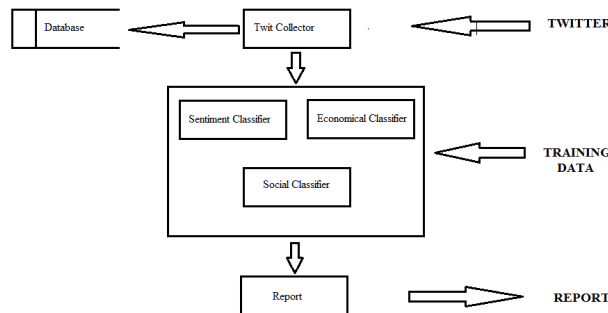 Database
Twit Collector
TWITTER
Sentiment Classifier
Economical Classifier
Social Classifier
TRAINING
DATA
Report
REPORT